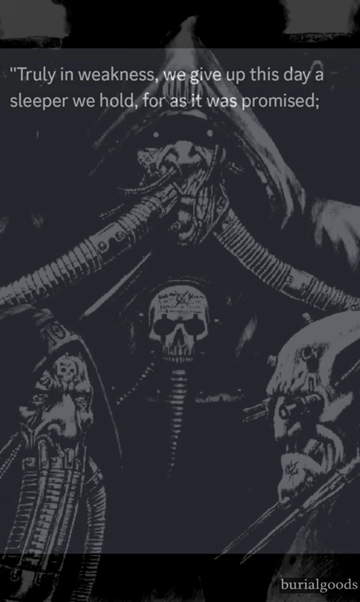 "Truly in weakness, we give up this day a
sleeper we hold, for as it was promised;
burialgoods